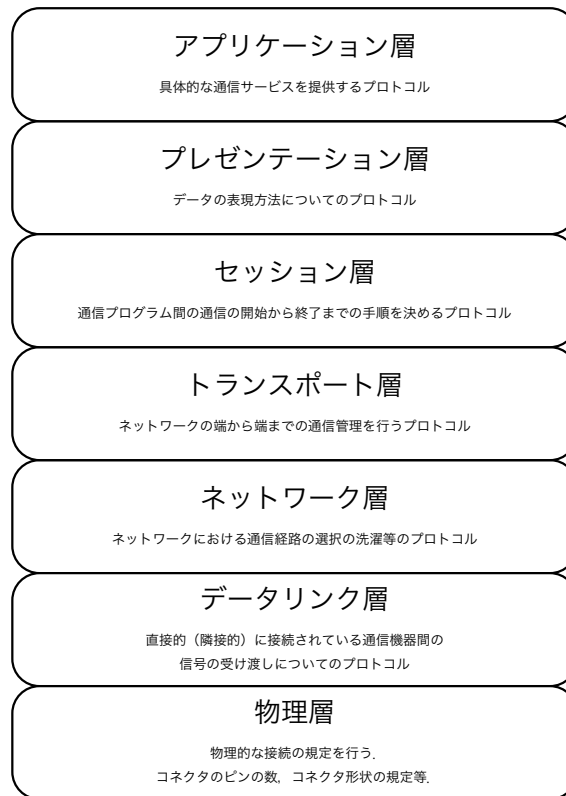 アプリケーション層
具体的な通信サービスを提供するプロトコル
プレゼンテーション層
データの表現方法についてのプロトコル
セッション層
通信プログラム間の通信の開始から終了までの手順を決めるプロトコル
トランスポート層
ネットワークの端から端までの通信管理を行うプロトコル
ネットワーク層
ネットワークにおける通信経路の選択の洗濯等のプロトコル
データリンク層
直接的（隣接的）に接続されている通信機器間の
信号の受け渡しについてのプロトコル
物理層
物理的な接続の規定を行う.
コネクタのピンの数, コネクタ形状の規定等.